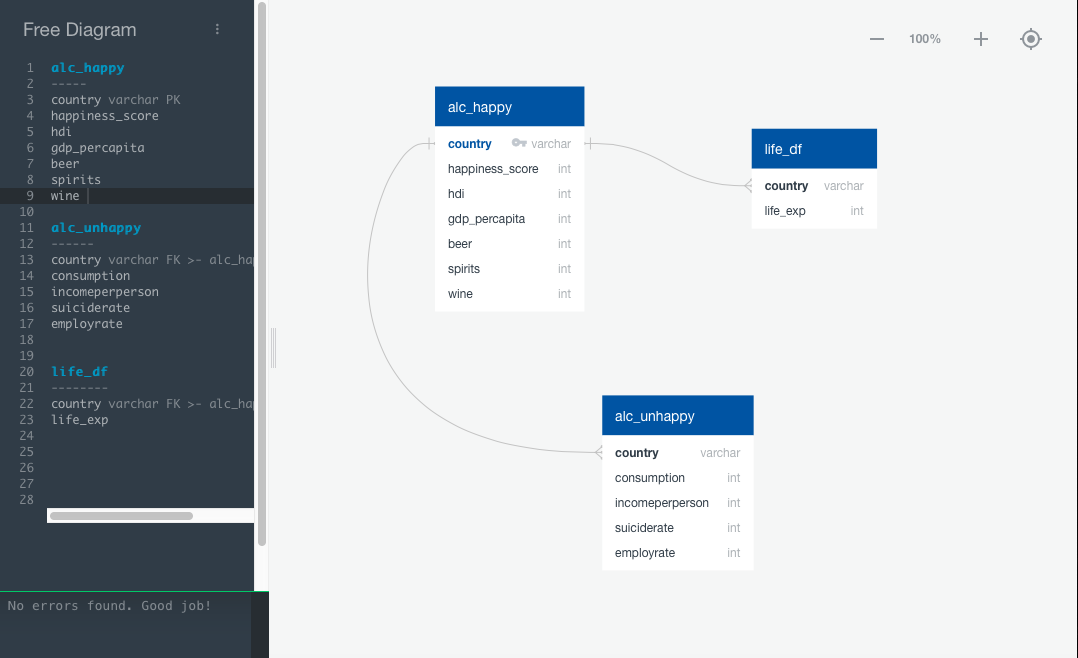 Free Diagram
1 alc_happy
2 -----
3 country varchar PK
4 happiness_score
5 hdi
6 gdp_percapita
7 beer
8 spirits
9 wine
10
11 alc_unhappy
12 ------
13 country varchar FK >- alc_hap
14 consumption
15 incomeperperson
16 suiciderate
17 employrate
18
19
20 life_df
21 --------
22 country varchar FK >- alc_hap
23 life_exp
24
25
26
27
28
No errors found. Good job!
100%
alc_happy
country varchar
happiness_score int
hdi int
gdp_percapita int
beer int
spirits int
wine int
life_df
country varchar
life_exp int
alc_unhappy
country varchar
consumption int
incomeperperson int
suiciderate int
employrate int